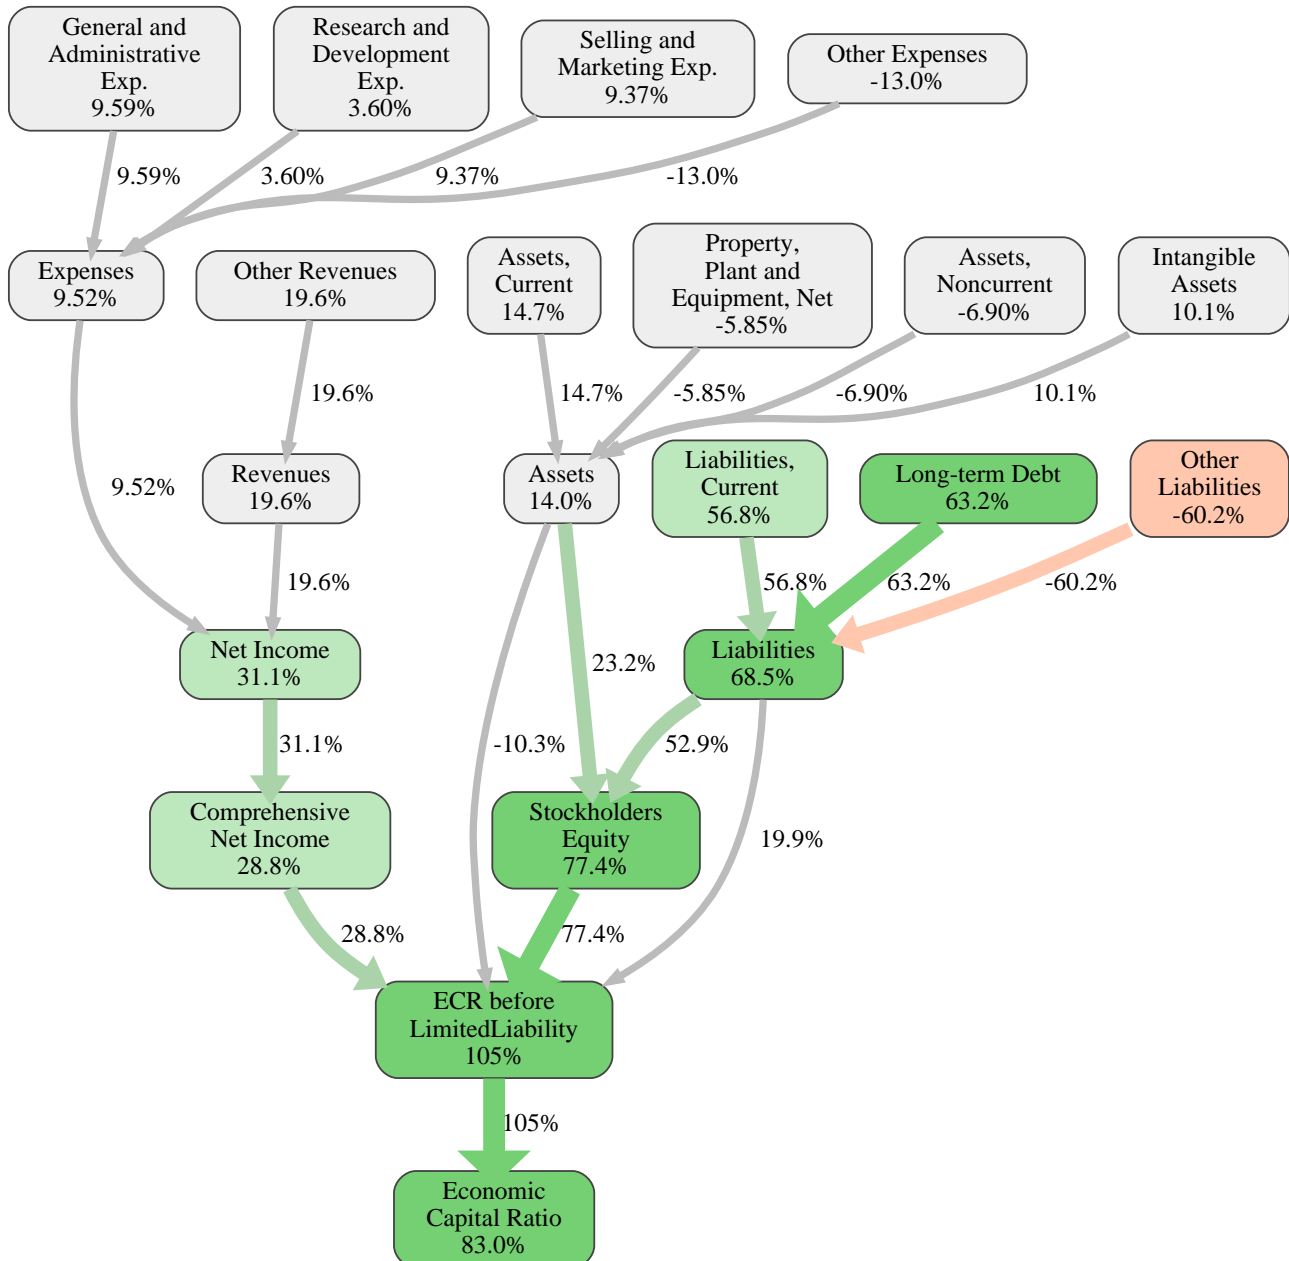 General and
Administrative
Exp.
9.59%
Research and
Development
Exp.
3.60%
Selling and
Marketing Exp.
9.37%
Other Expenses
-13.0%
9.59%
3.60%
9.37%
-13.0%
Expenses
9.52%
Other Revenues
19.6%
Assets,
Current
14.7%
Property,
Plant and
Equipment, Net
-5.85%
Assets,
Noncurrent
-6.90%
Intangible
Assets
10.1%
19.6%
14.7%
-5.85%
-6.90%
10.1%
9.52%
Revenues
19.6%
Assets
14.0%
Liabilities,
Current
56.8%
Long-term Debt
63.2%
Other
Liabilities
-60.2%
19.6%
56.8%
63.2%
-60.2%
Net Income
31.1%
23.2%
Liabilities
68.5%
31.1%
-10.3%
52.9%
Comprehensive
Net Income
28.8%
Stockholders
Equity
77.4%
19.9%
28.8%
77.4%
ECR before
LimitedLiability
105%
105%
Economic
Capital Ratio
83.0%